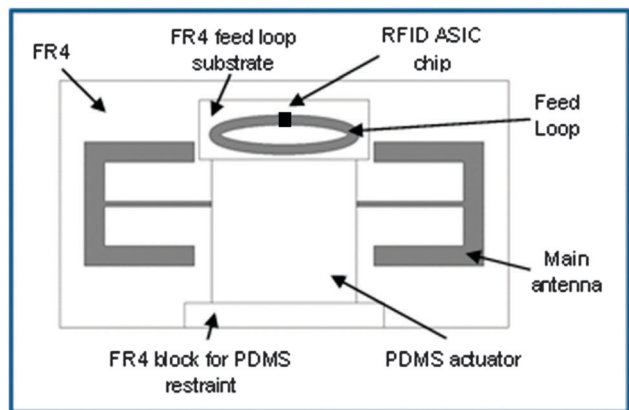 FR4
FR4 feed loop
substrate
RFID ASIC
chip
Feed
Loop
Main
antenna
FR4 block for PDMS
restraint
PDMS actuator